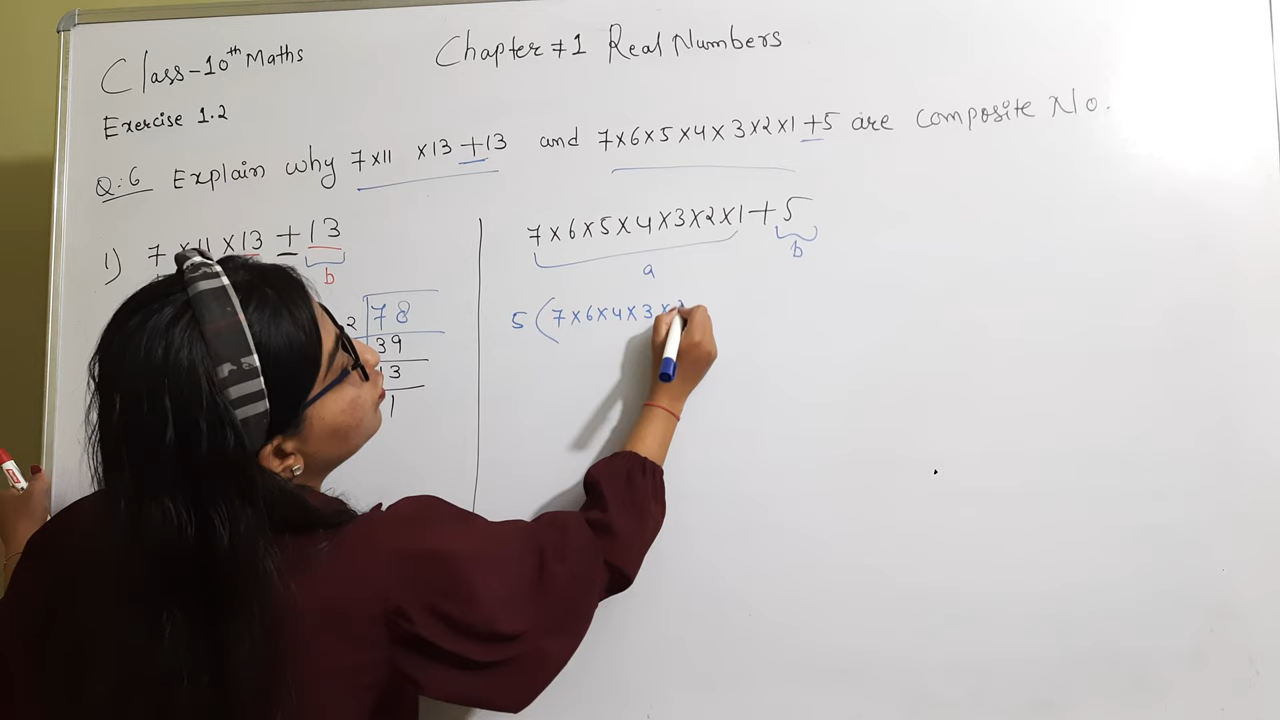 Class-10th Maths
Chapter ≠1 Real Numbers
Exercise 1.2
Q:6 Explain why 7×11 ×13+13 and 7×6×5×4×3×2×1+5 are composite No.
1) 7×11×13+13
b
2 78
39
13
1
7×6×5×4×3×2×1+5
a b
5(7×6×4×3×2